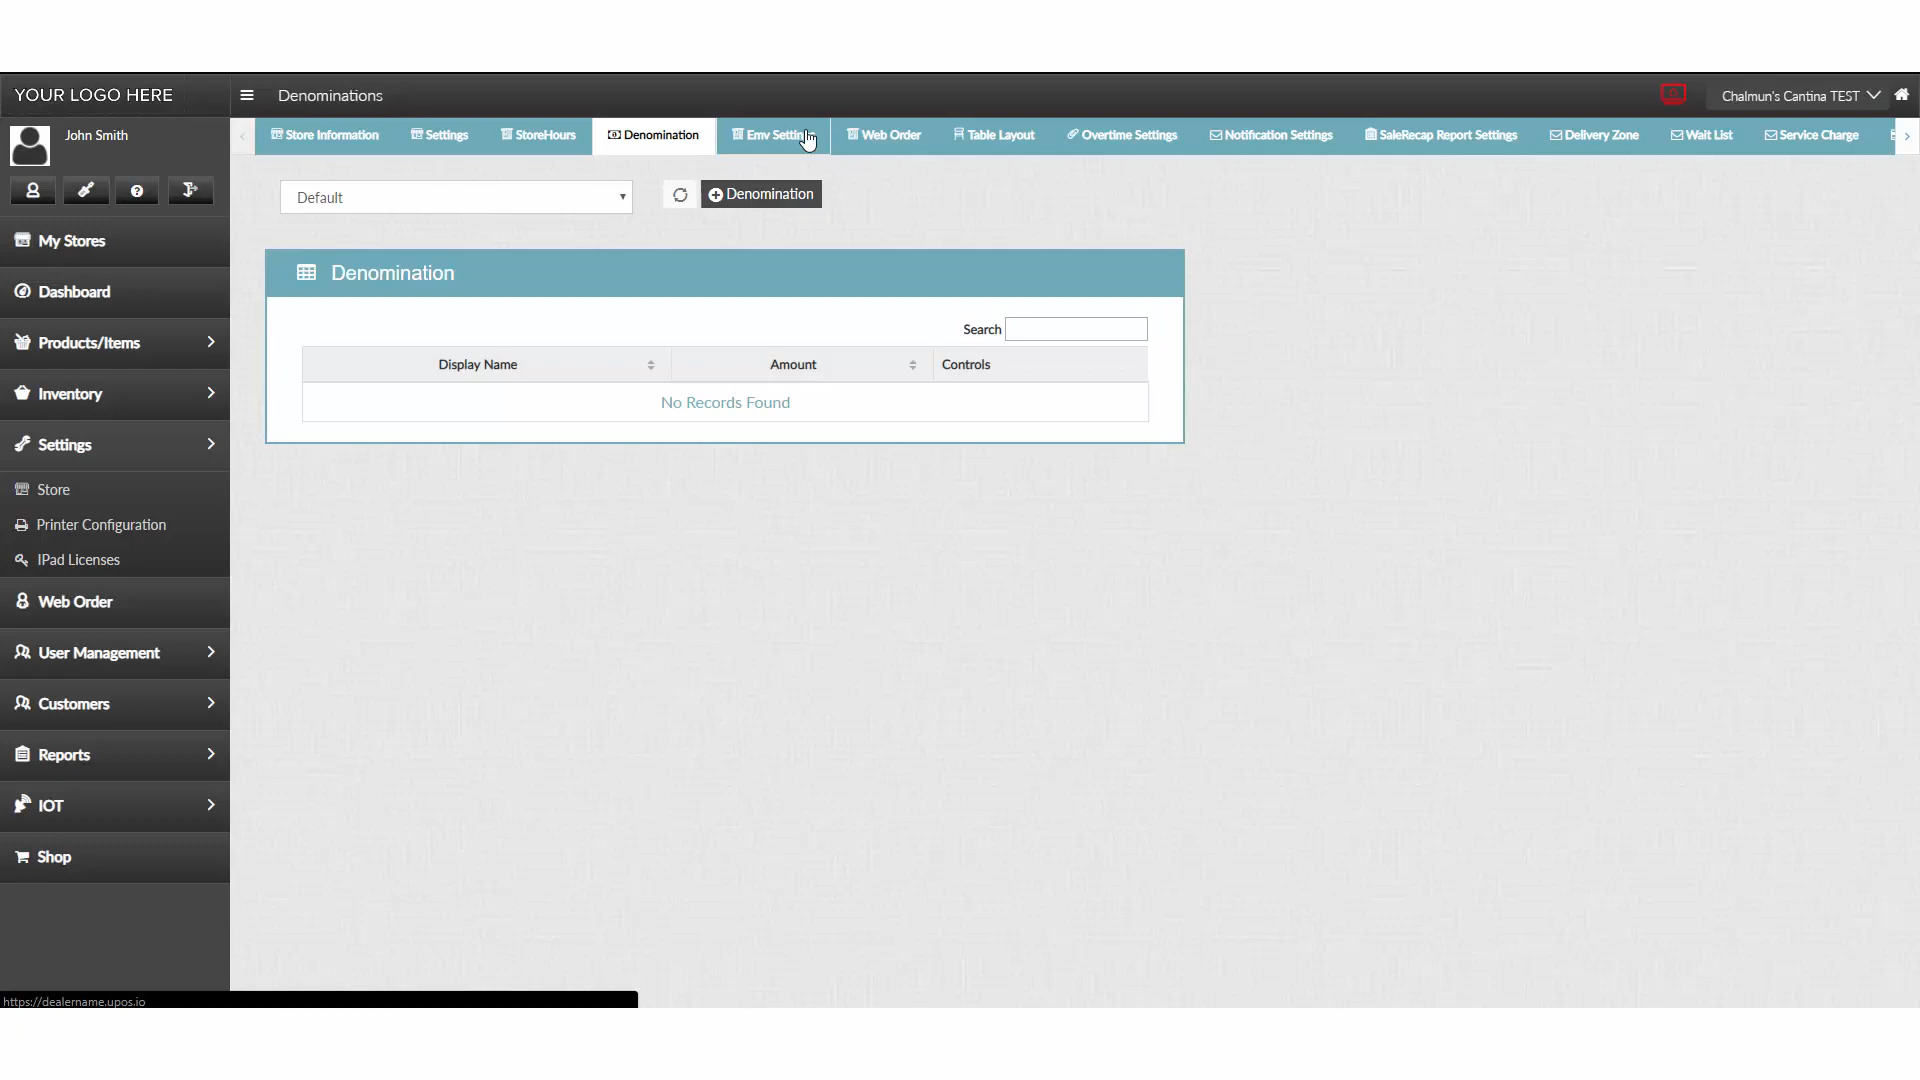 YOUR LOGO HERE
Denominations
Chalmun's Cantina TEST
John Smith
Store Information
Settings
StoreHours
Denomination
Emv Settin
Web Order
Table Layout
Overtime Settings
Notification Settings
SaleRecap Report Settings
Delivery Zone
Wait List
Service Charge
Default
Denomination
My Stores
Dashboard
Products/Items
Inventory
Settings
Store
Printer Configuration
IPad Licenses
Web Order
User Management
Customers
Reports
IOT
Shop
Denomination
Search
Display Name
Amount
Controls
No Records Found
https://dealername.upos.io